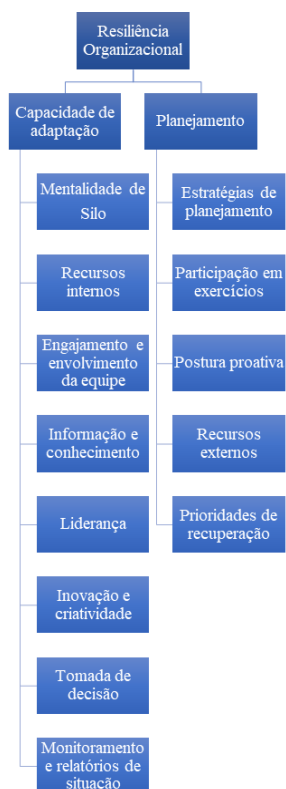 Resiliência
Organizacional
Capacidade de
adaptação
Mentalidade de
Silo
Recursos
internos
Engajamento e
envolvimento
da equipe
Informação e
conhecimento
Liderança
Inovação e
criatividade
Tomada de
decisão
Monitoramento
e relatórios de
situação
Planejamento
Estratégias de
planejamento
Participação em
exercícios
Postura proativa
Recursos
externos
Prioridades de
recuperação